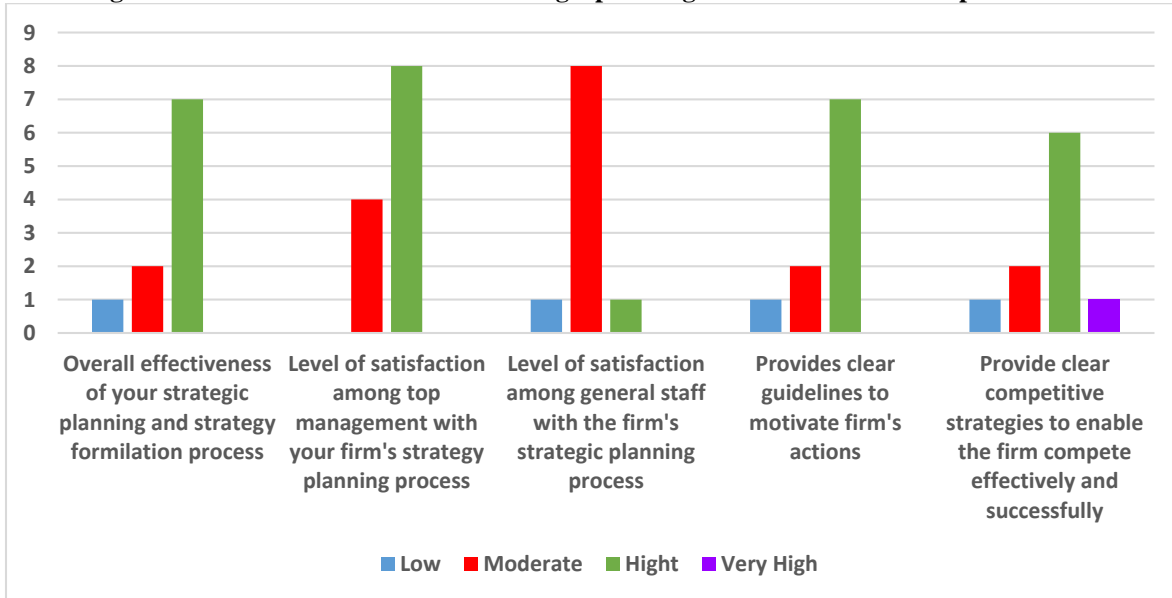 9
8
7
6
5
4
3
2
1
0
Overall effectiveness
of your strategic
planning and strategy
formilation process
Level of satisfaction
among top
management with
your firm's strategy
planning process
Level of satisfaction
among general staff
with the firm's
strategic planning
process
Provides clear
guidelines to
motivate firm's
actions
Provide clear
competitive
strategies to enable
the firm compete
effectively and
successfully
Low Moderate Hight Very High